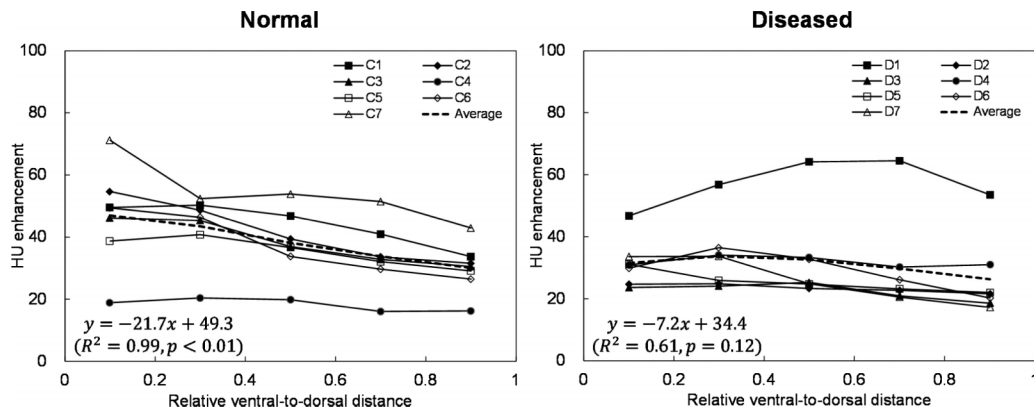 Normal
100
80
60
40
20
0
HU enhancement
C1 C2
C3 C4
C5 C6
C7 Average
y = −21.7x + 49.3
(R² = 0.99, p < 0.01)
0 0.2 0.4 0.6 0.8 1
Relative ventral-to-dorsal distance
Diseased
100
80
60
40
20
0
HU enhancement
D1 D2
D3 D4
D5 D6
D7 Average
y = −7.2x + 34.4
(R² = 0.61, p = 0.12)
0 0.2 0.4 0.6 0.8 1
Relative ventral-to-dorsal distance